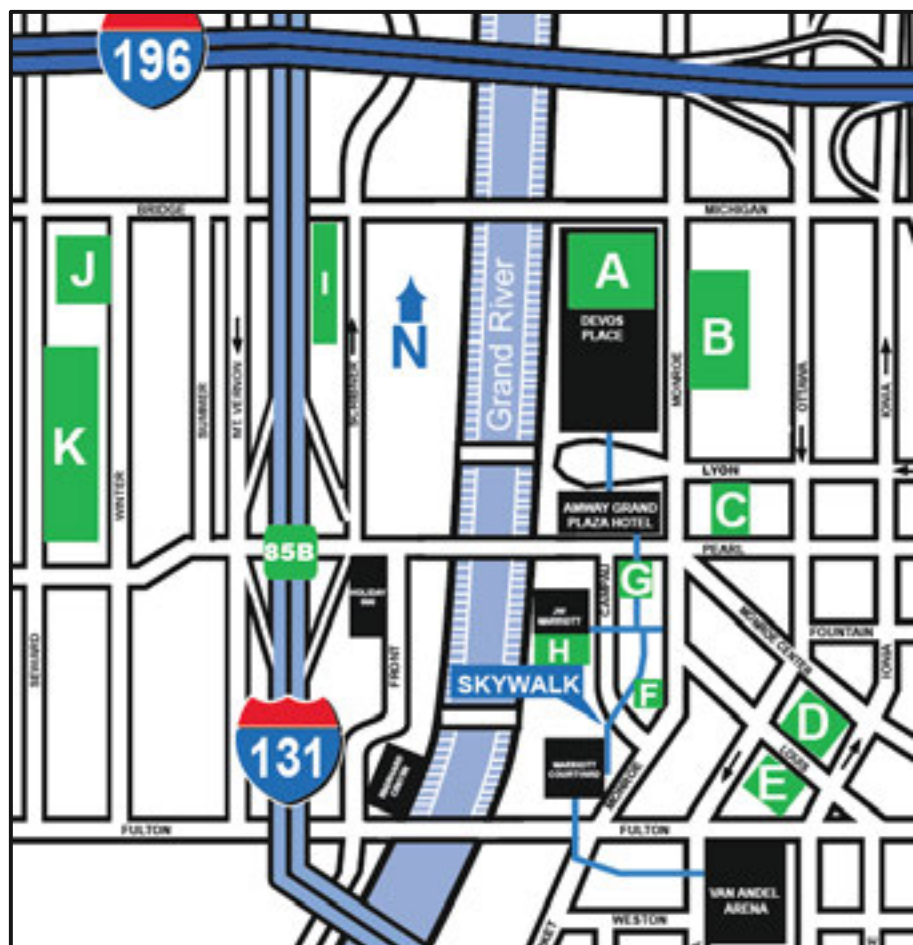 196
BRIDGE
MICHIGAN
J
I
A
DEVOS
PLACE
B
Grand River
N
K
SUMMER
MT. VERNON
SCRIBNER
MONROE
OTTAWA
IONIA
WINTER
LYON
C
AMWAY GRAND
PLAZA HOTEL
85B
PEARL
HOLIDAY
INN
G
CAMPAU
JW
MARRIOTT
H
MONROE CENTER
FOUNTAIN
SEWARD
FRONT
IONIA
SKYWALK
F
D
131
LOUIS
E
MARRIOTT
COURTYARD
MONROE
FULTON
FULTON
VAN ANDEL
ARENA
WESTON
KET